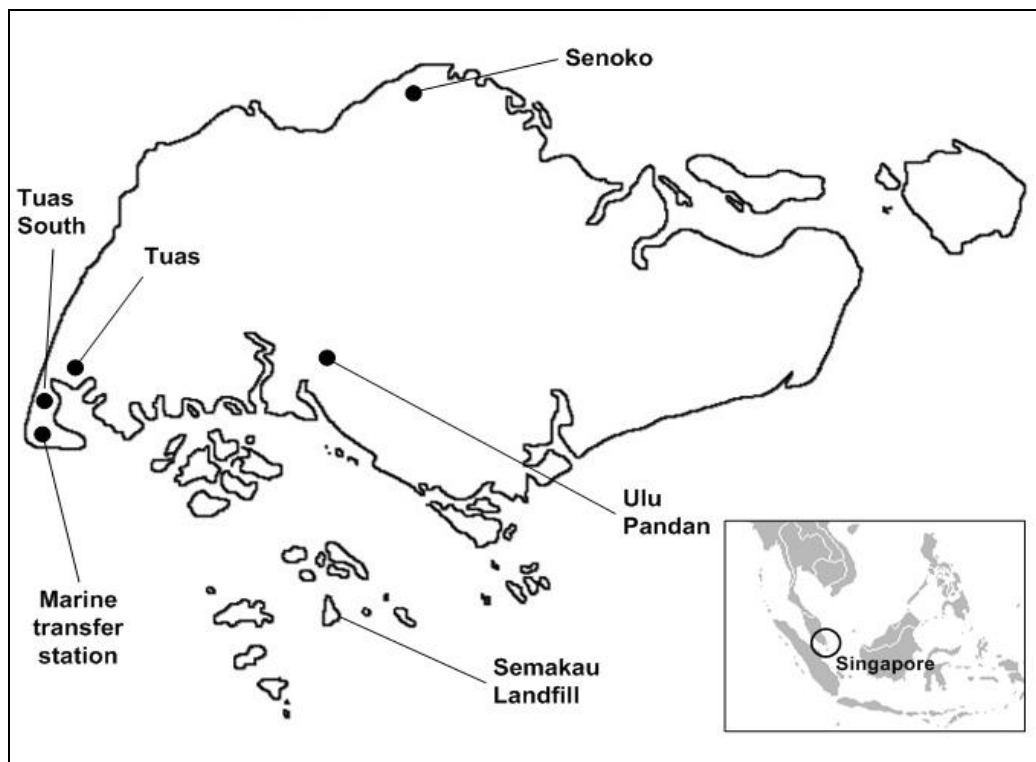 Senoko
Tuas
South
Tuas
Ulu
Pandan
Marine
transfer
station
Semakau
Landfill
Singapore